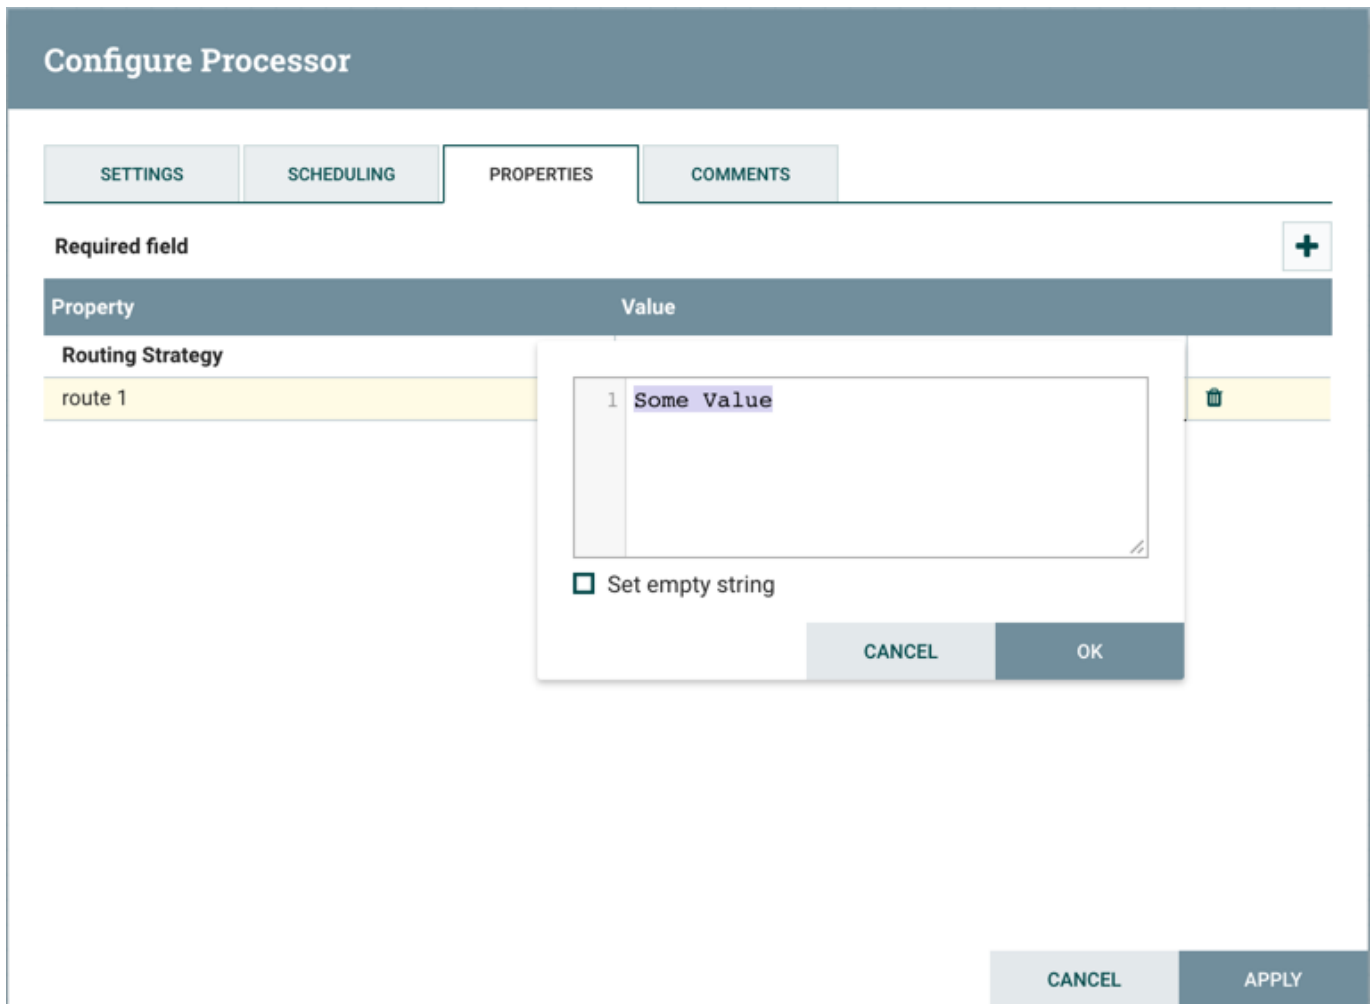 Configure Processor
SETTINGS SCHEDULING PROPERTIES COMMENTS
Required field
Property Value
Routing Strategy
route 1
1 Some Value
Set empty string
CANCEL OK
CANCEL APPLY